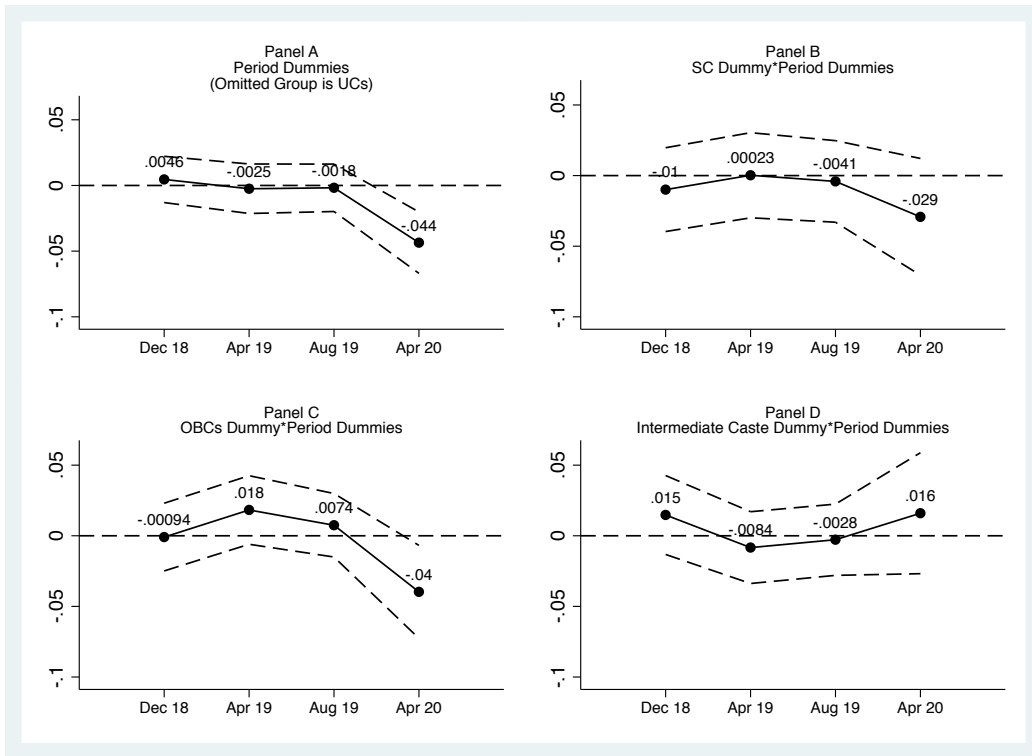 Panel A
Period Dummies
(Omitted Group is UCs)
.05
0
-.05
-.1
.0046
-.0025
-.0018
-.044
Dec 18 Apr 19 Aug 19 Apr 20
Panel B
SC Dummy*Period Dummies
.05
0
-.05
-.1
-.01
.00023
-.0041
-.029
Dec 18 Apr 19 Aug 19 Apr 20
Panel C
OBCs Dummy*Period Dummies
.05
0
-.05
-.1
-.00094
.018
.0074
-.04
Dec 18 Apr 19 Aug 19 Apr 20
Panel D
Intermediate Caste Dummy*Period Dummies
.05
0
-.05
-.1
.015
-.0084
-.0028
.016
Dec 18 Apr 19 Aug 19 Apr 20